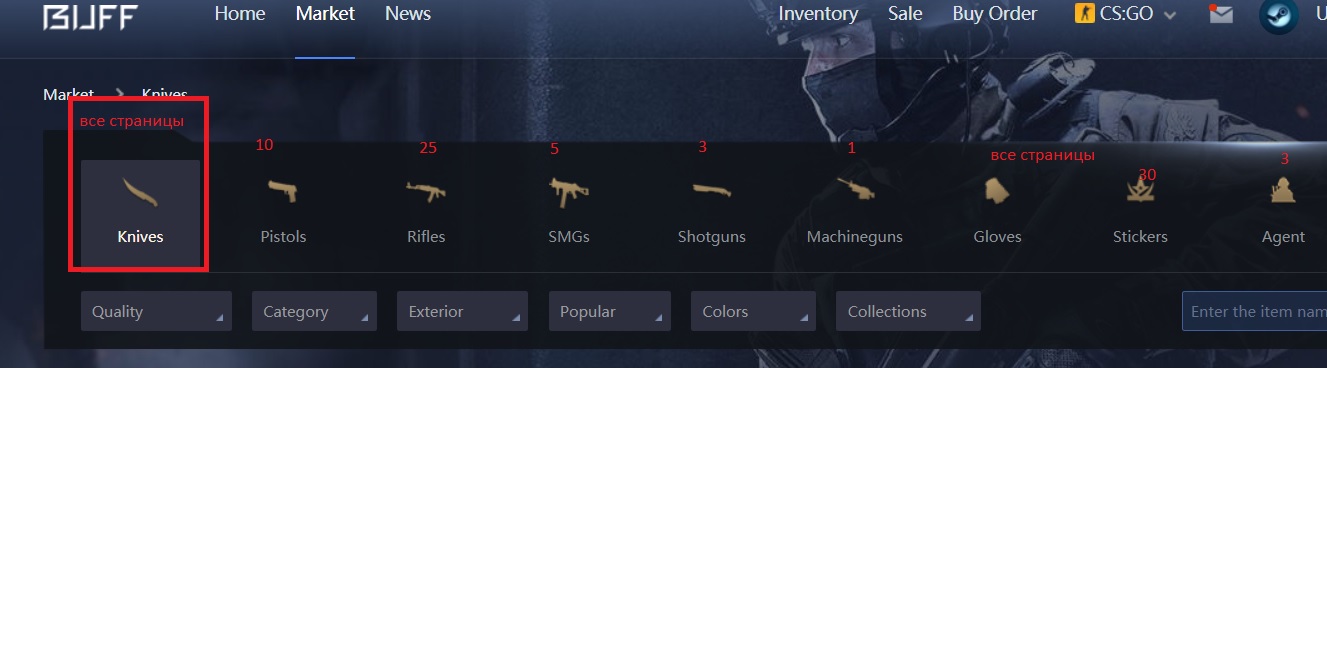 BUFF Home Market News Inventory Sale Buy Order CS:GO U
Market > Knives
все страницы 10 25 5 3 1 все страницы 30 3
Knives Pistols Rifles SMGs Shotguns Machineguns Gloves Stickers Agent
Quality Category Exterior Popular Colors Collections Enter the item nam